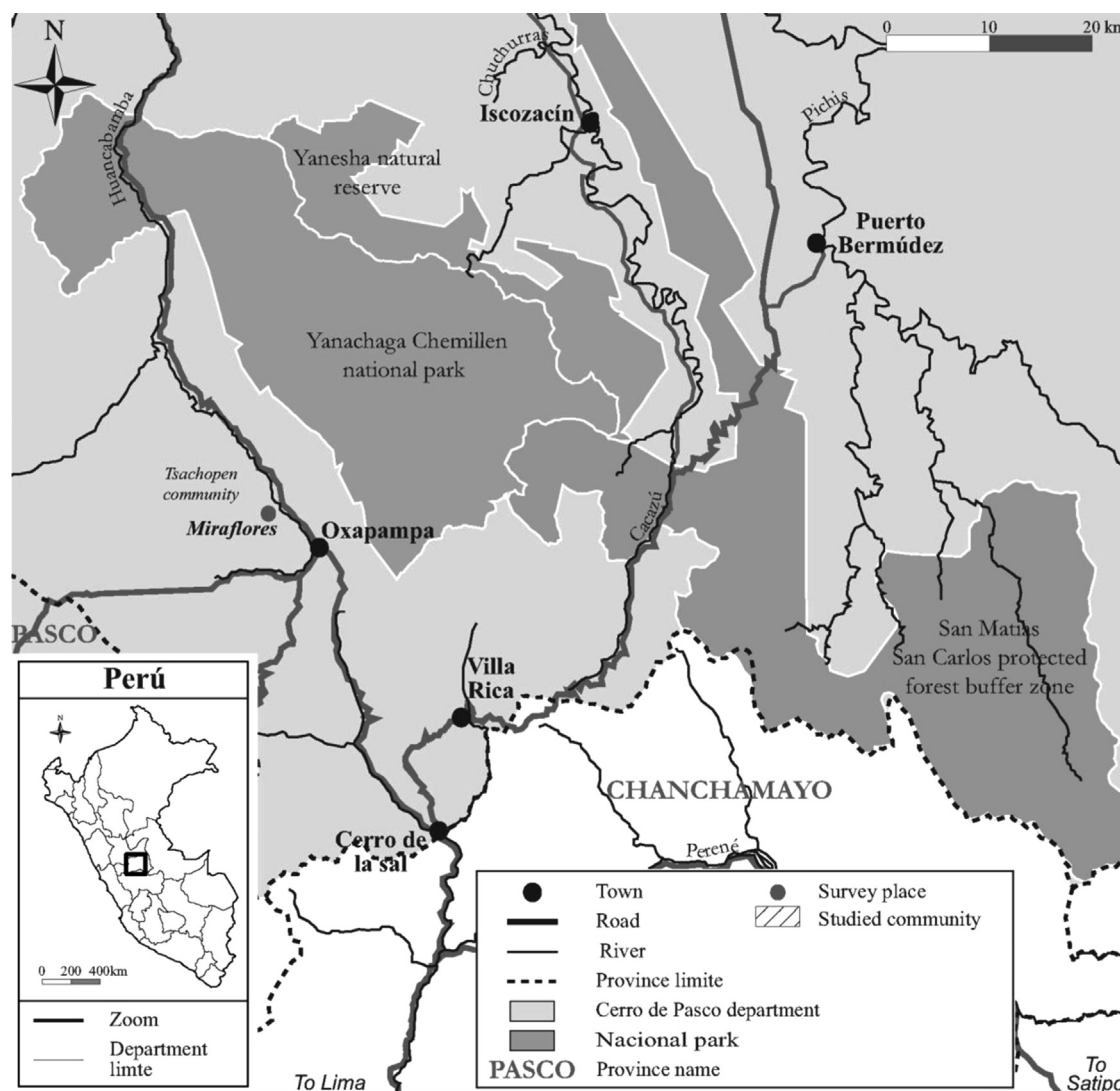 N
0 10 20 km
Chuchurras
Iscozacín
Pichis
Huancabamba
Yanesha natural
reserve
Puerto
Bermúdez
Yanachaga Chemillen
national park
Tsachopen
community
Miraflores
Oxapampa
Cacazú
PASCO
San Matias
San Carlos protected
forest buffer zone
Villa
Rica
CHANCHAMAYO
Cerro de
la sal
Perené
Perú
N
0 200 400km
Zoom
Department
limte
Town
Road
River
Province limite
Cerro de Pasco department
Nacional park
PASCO Province name
Survey place
Studied community
To Lima
To
Satipo